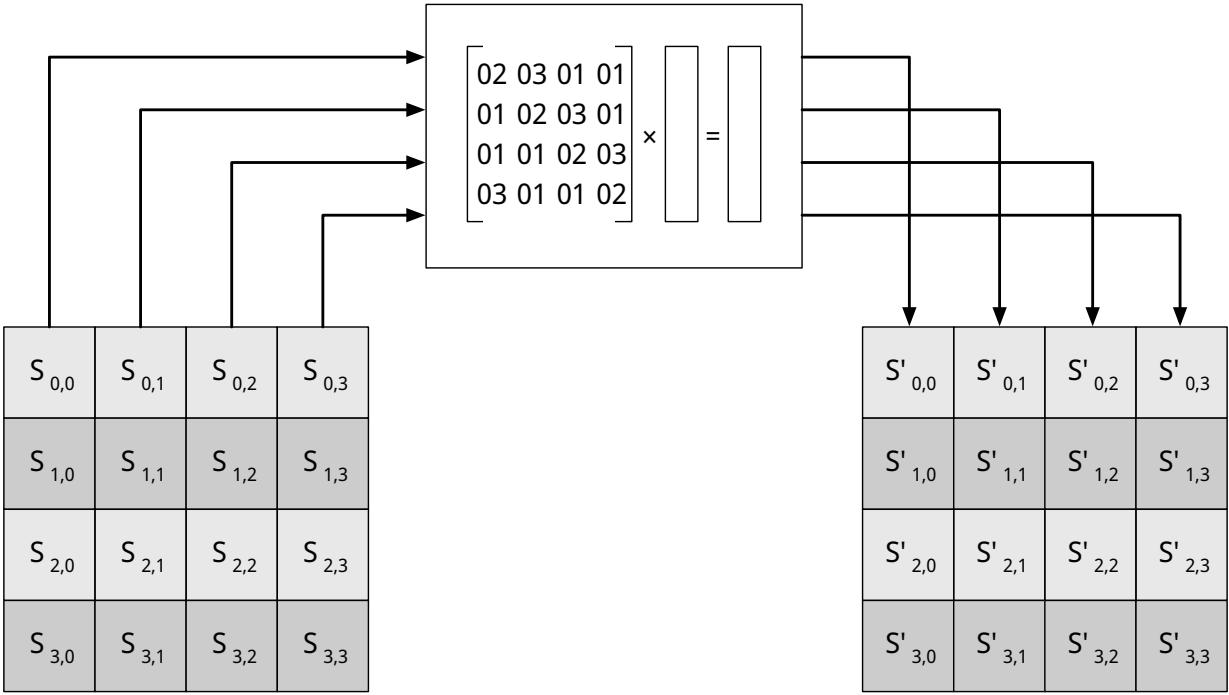 02 03 01 01
01 02 03 01
01 01 02 03
03 01 01 02
× =
S 0,0 S 0,1 S 0,2 S 0,3
S 1,0 S 1,1 S 1,2 S 1,3
S 2,0 S 2,1 S 2,2 S 2,3
S 3,0 S 3,1 S 3,2 S 3,3
S' 0,0 S' 0,1 S' 0,2 S' 0,3
S' 1,0 S' 1,1 S' 1,2 S' 1,3
S' 2,0 S' 2,1 S' 2,2 S' 2,3
S' 3,0 S' 3,1 S' 3,2 S' 3,3